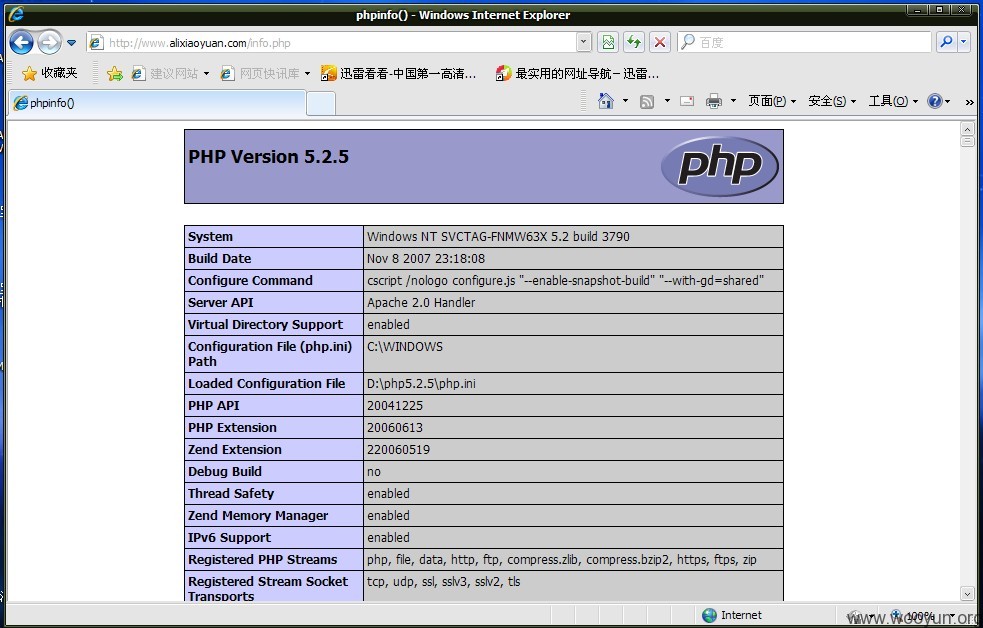 phpinfo() - Windows Internet Explorer
http://www.alixiaoyuan.com/info.php
百度
收藏夹 建议网站 网页快讯库 迅雷看看-中国第一高清... 最实用的网址导航－迅雷...
phpinfo()
页面(P) 安全(S) 工具(O) »
PHP Version 5.2.5
php
System Windows NT SVCTAG-FNMW63X 5.2 build 3790
Build Date Nov 8 2007 23:18:08
Configure Command cscript /nologo configure.js "--enable-snapshot-build" "--with-gd=shared"
Server API Apache 2.0 Handler
Virtual Directory Support enabled
Configuration File (php.ini) C:\WINDOWS
Path
Loaded Configuration File D:\php5.2.5\php.ini
PHP API 20041225
PHP Extension 20060613
Zend Extension 220060519
Debug Build no
Thread Safety enabled
Zend Memory Manager enabled
IPv6 Support enabled
Registered PHP Streams php, file, data, http, ftp, compress.zlib, compress.bzip2, https, ftps, zip
Registered Stream Socket tcp, udp, ssl, sslv3, sslv2, tls
Transports
Internet
100%
www.wooyun.org